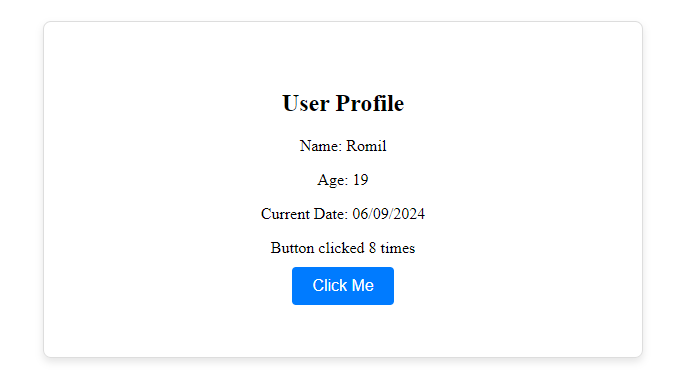 User Profile
Name: Romil
Age: 19
Current Date: 06/09/2024
Button clicked 8 times
Click Me